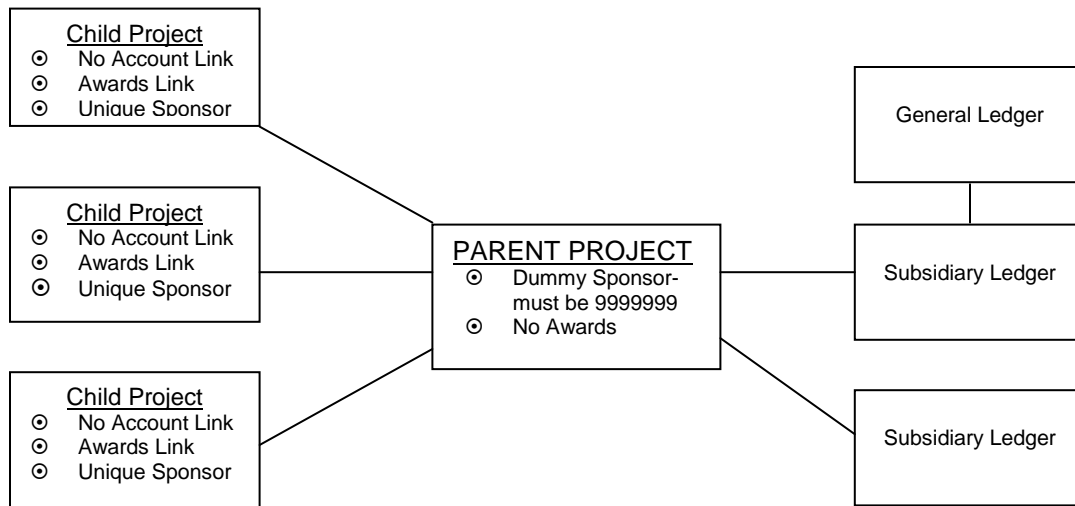 Child Project
⊙ No Account Link
⊙ Awards Link
⊙ Unique Sponsor
Child Project
⊙ No Account Link
⊙ Awards Link
⊙ Unique Sponsor
Child Project
⊙ No Account Link
⊙ Awards Link
⊙ Unique Sponsor
PARENT PROJECT
⊙ Dummy Sponsor-
must be 9999999
⊙ No Awards
General Ledger
Subsidiary Ledger
Subsidiary Ledger